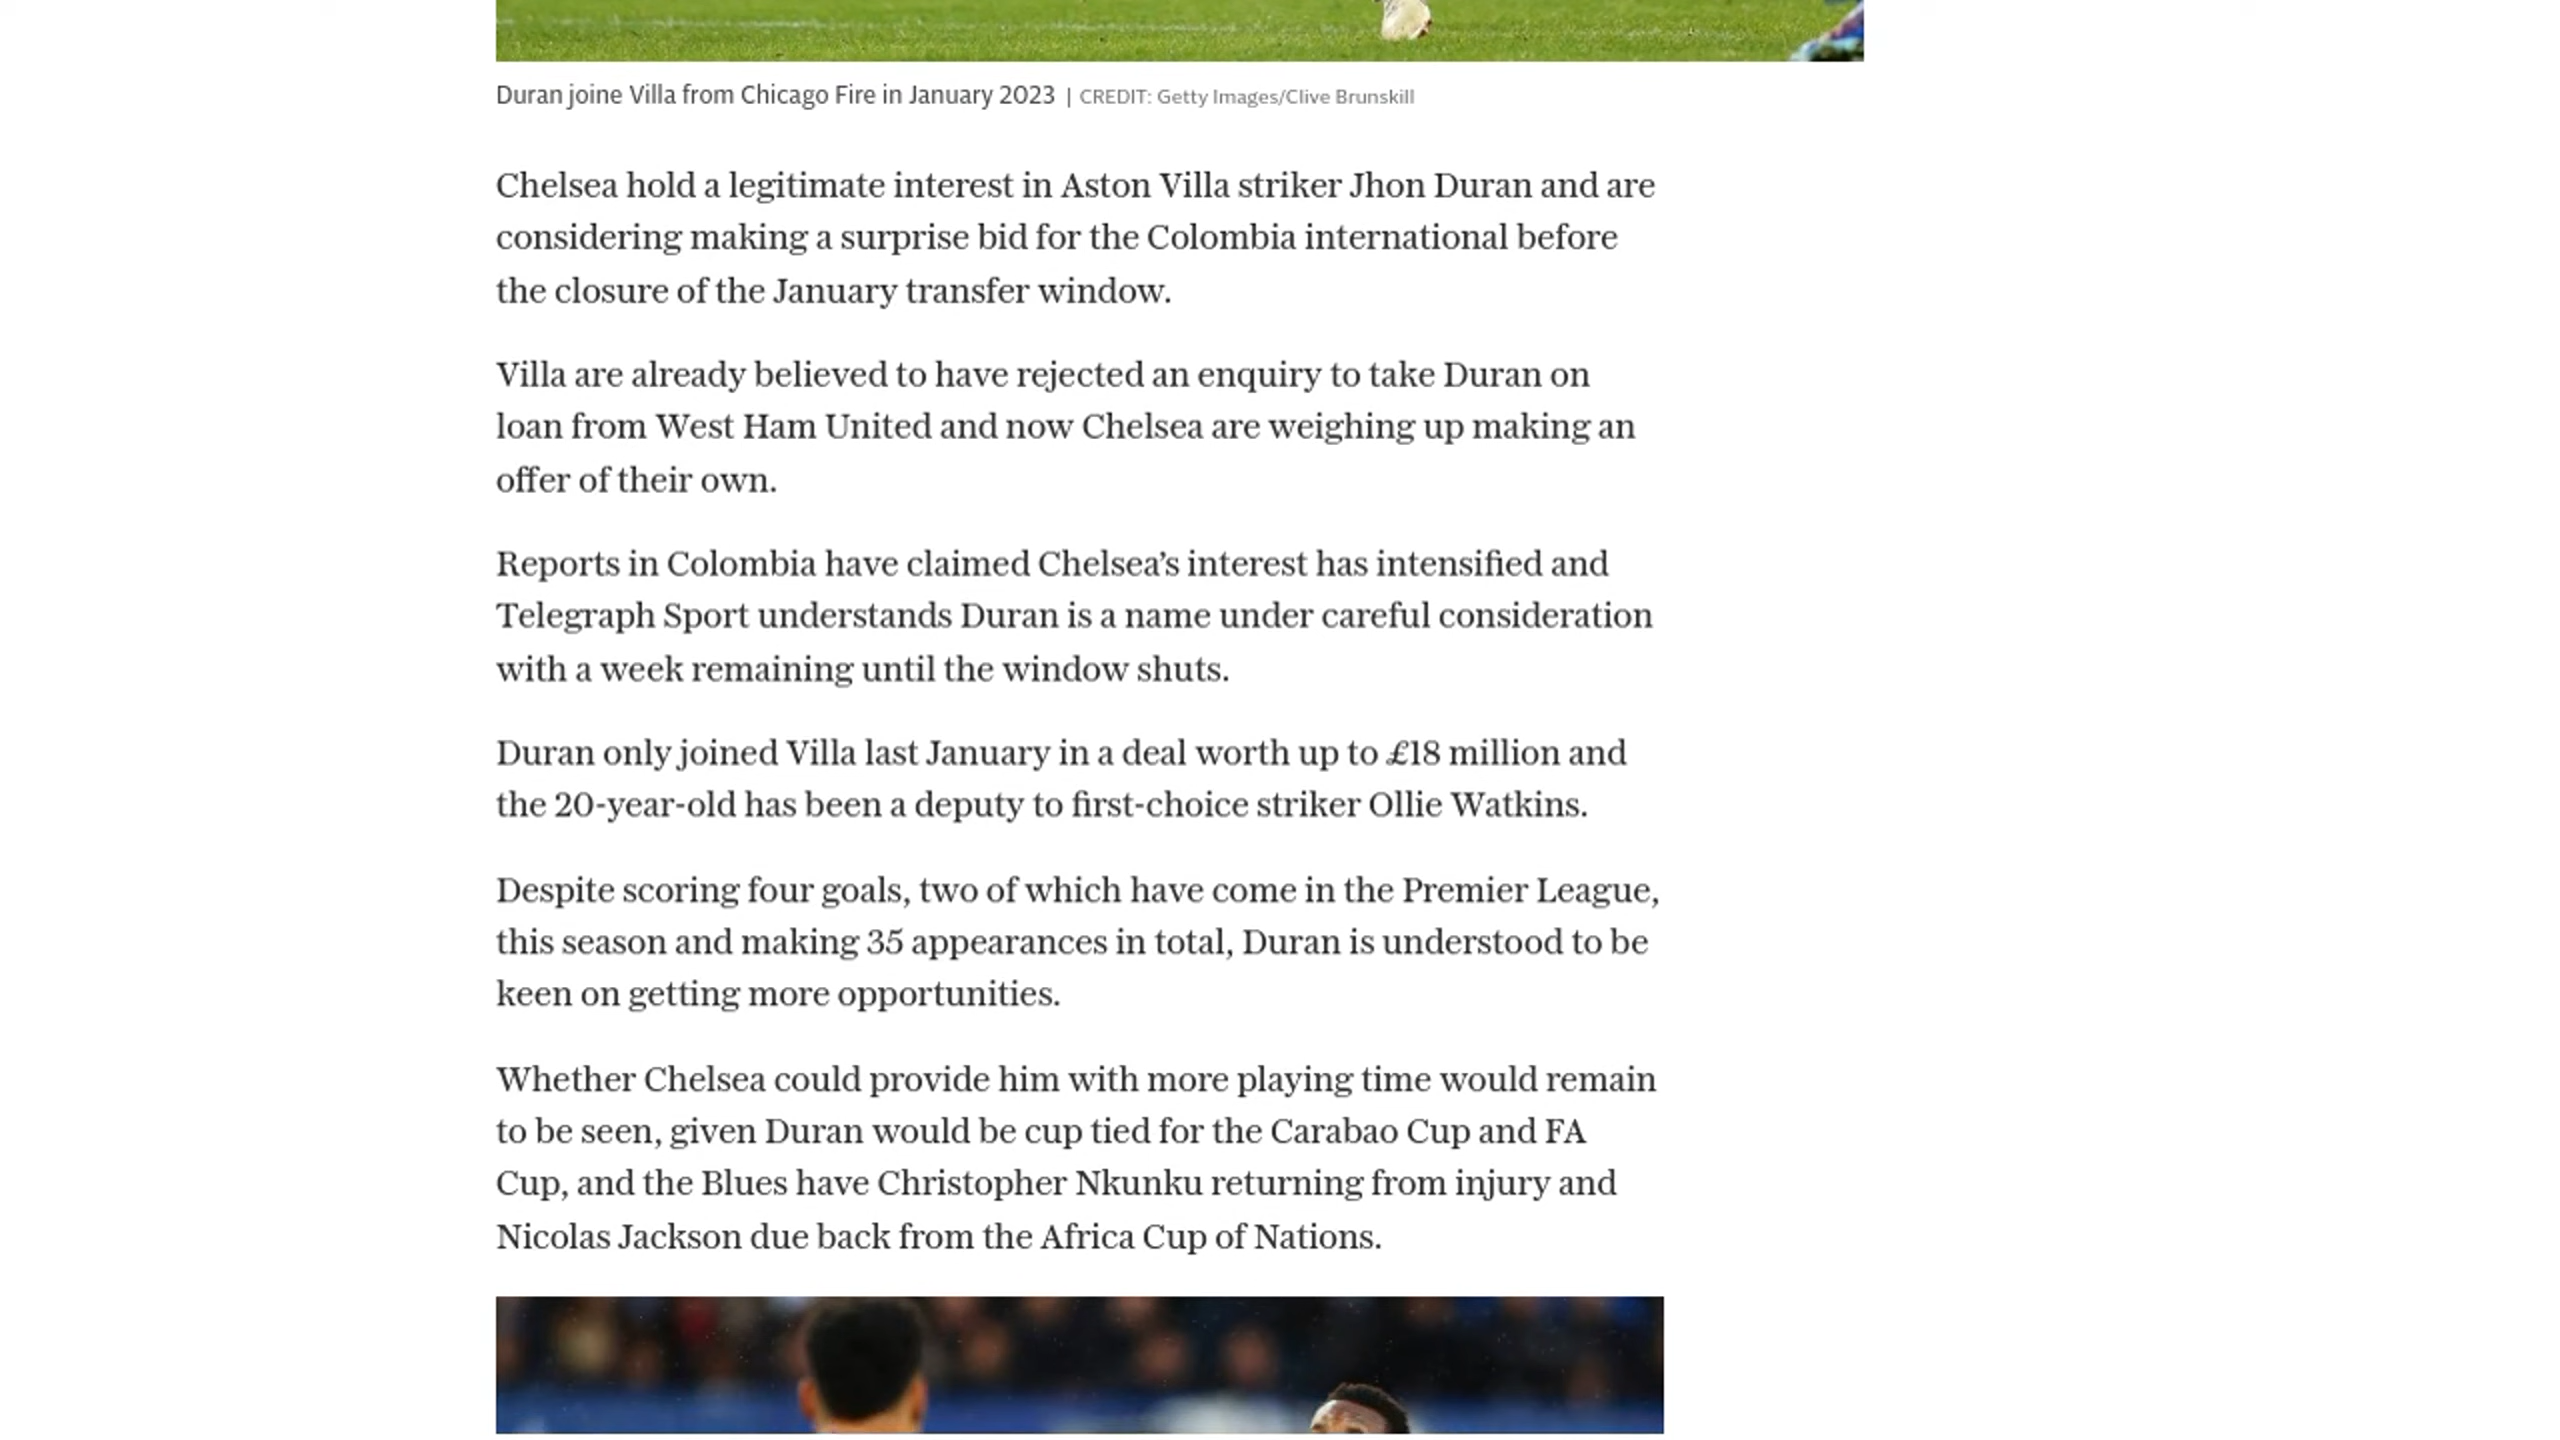 Duran joine Villa from Chicago Fire in January 2023 | CREDIT: Getty Images/Clive Brunskill
Chelsea hold a legitimate interest in Aston Villa striker Jhon Duran and are
considering making a surprise bid for the Colombia international before
the closure of the January transfer window.
Villa are already believed to have rejected an enquiry to take Duran on
loan from West Ham United and now Chelsea are weighing up making an
offer of their own.
Reports in Colombia have claimed Chelsea’s interest has intensified and
Telegraph Sport understands Duran is a name under careful consideration
with a week remaining until the window shuts.
Duran only joined Villa last January in a deal worth up to £18 million and
the 20-year-old has been a deputy to first-choice striker Ollie Watkins.
Despite scoring four goals, two of which have come in the Premier League,
this season and making 35 appearances in total, Duran is understood to be
keen on getting more opportunities.
Whether Chelsea could provide him with more playing time would remain
to be seen, given Duran would be cup tied for the Carabao Cup and FA
Cup, and the Blues have Christopher Nkunku returning from injury and
Nicolas Jackson due back from the Africa Cup of Nations.